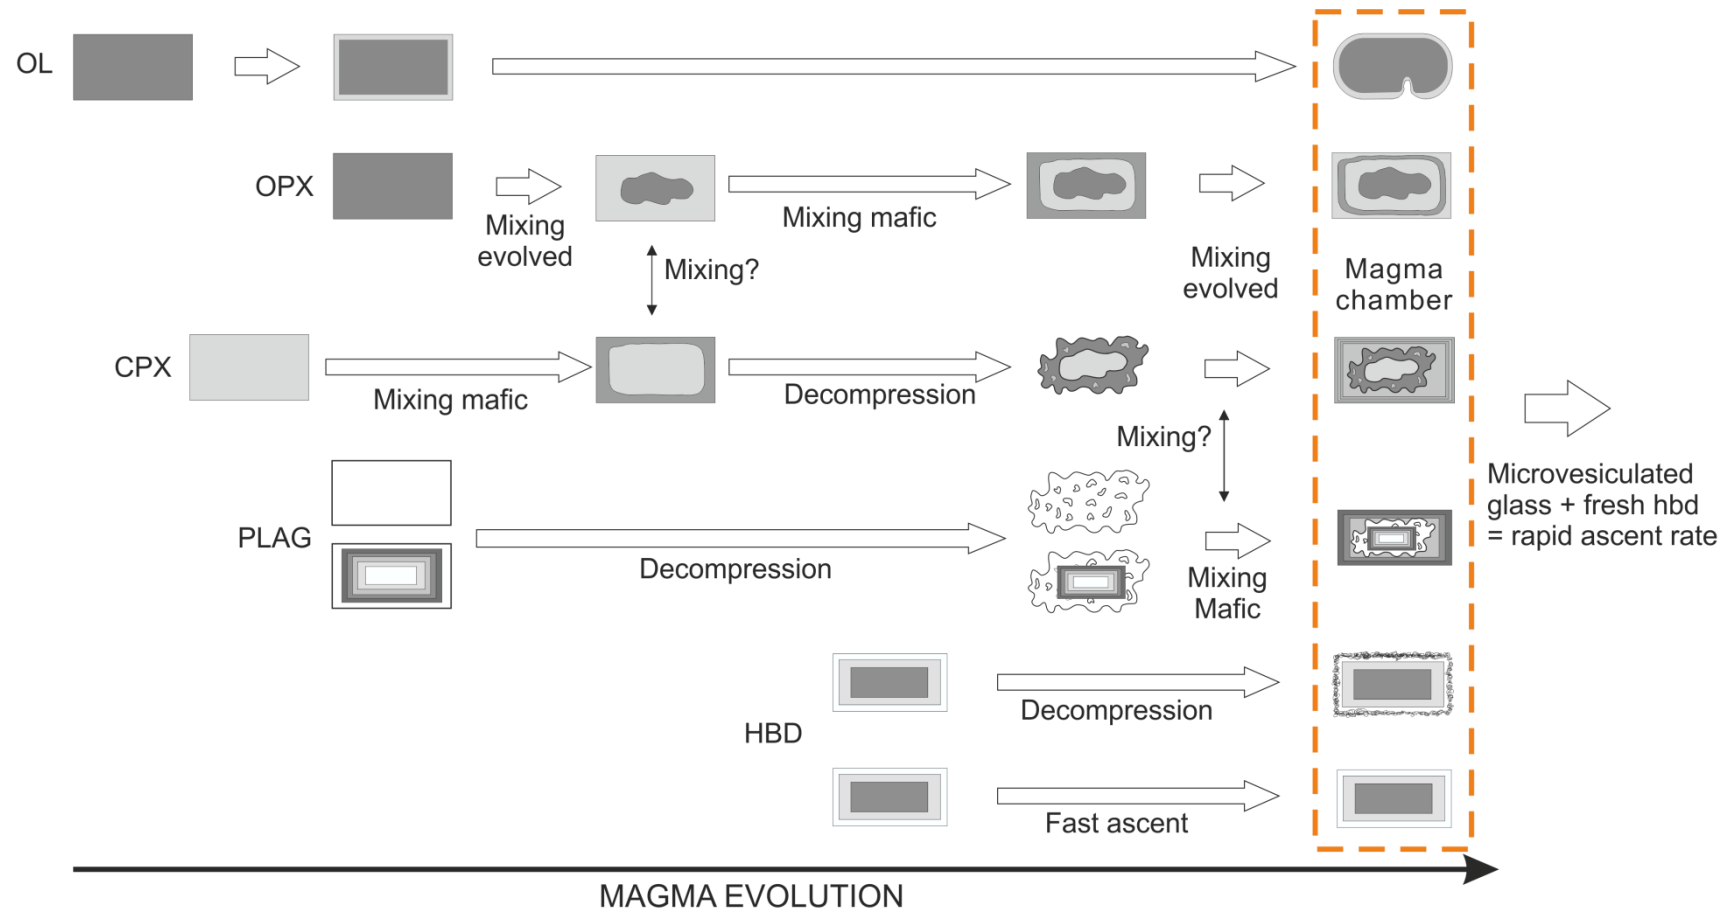 OL
OPX
Mixing
evolved
Mixing mafic
Mixing
evolved
Mixing?
Magma
chamber
CPX
Mixing mafic
Decompression
Mixing?
PLAG
Decompression
Mixing
Mafic
Microvesiculated
glass + fresh hbd
= rapid ascent rate
HBD
Decompression
Fast ascent
MAGMA EVOLUTION